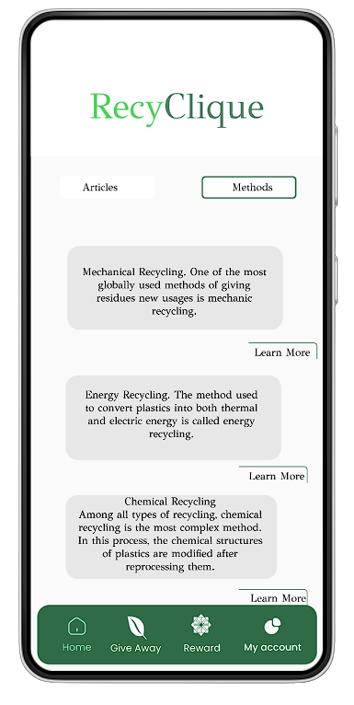 RecyClique
Articles
Methods
Mechanical Recycling. One of the most
globally used methods of giving
residues new usages is mechanic
recycling.
Learn More
Energy Recycling. The method used
to convert plastics into both thermal
and electric energy is called energy
recycling.
Learn More
Chemical Recycling
Among all types of recycling, chemical
recycling is the most complex method.
In this process, the chemical structures
of plastics are modified after
reprocessing them.
Learn More
Home
Give Away
Reward
My account